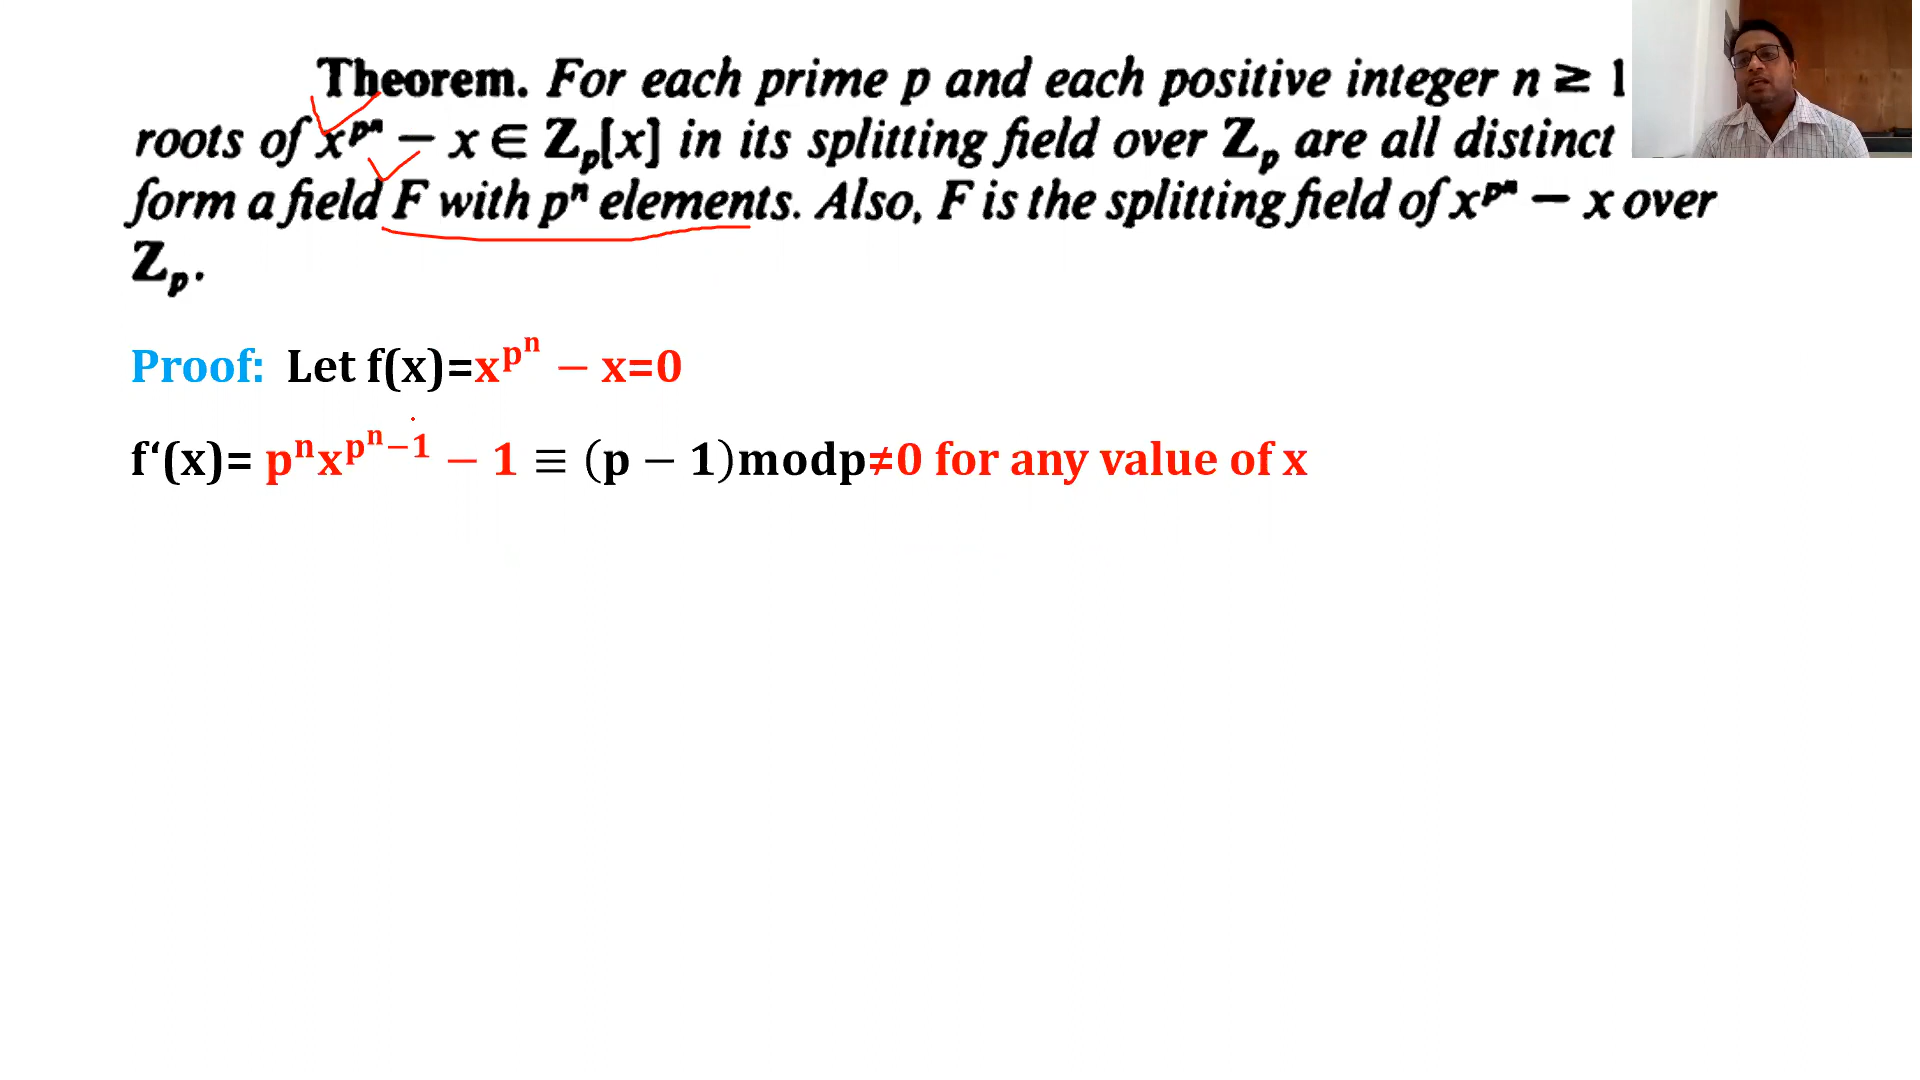 Theorem. For each prime p and each positive integer n ≥ 1
roots of x^{p^n} − x ∈ Z_p[x] in its splitting field over Z_p are all distinct
form a field F with p^n elements. Also, F is the splitting field of x^{p^n} − x over
Z_p.
Proof: Let f(x)=x^{p^n} − x=0
f‘(x)= p^n x^{p^n−1} − 1 ≡ (p − 1)modp≠0 for any value of x